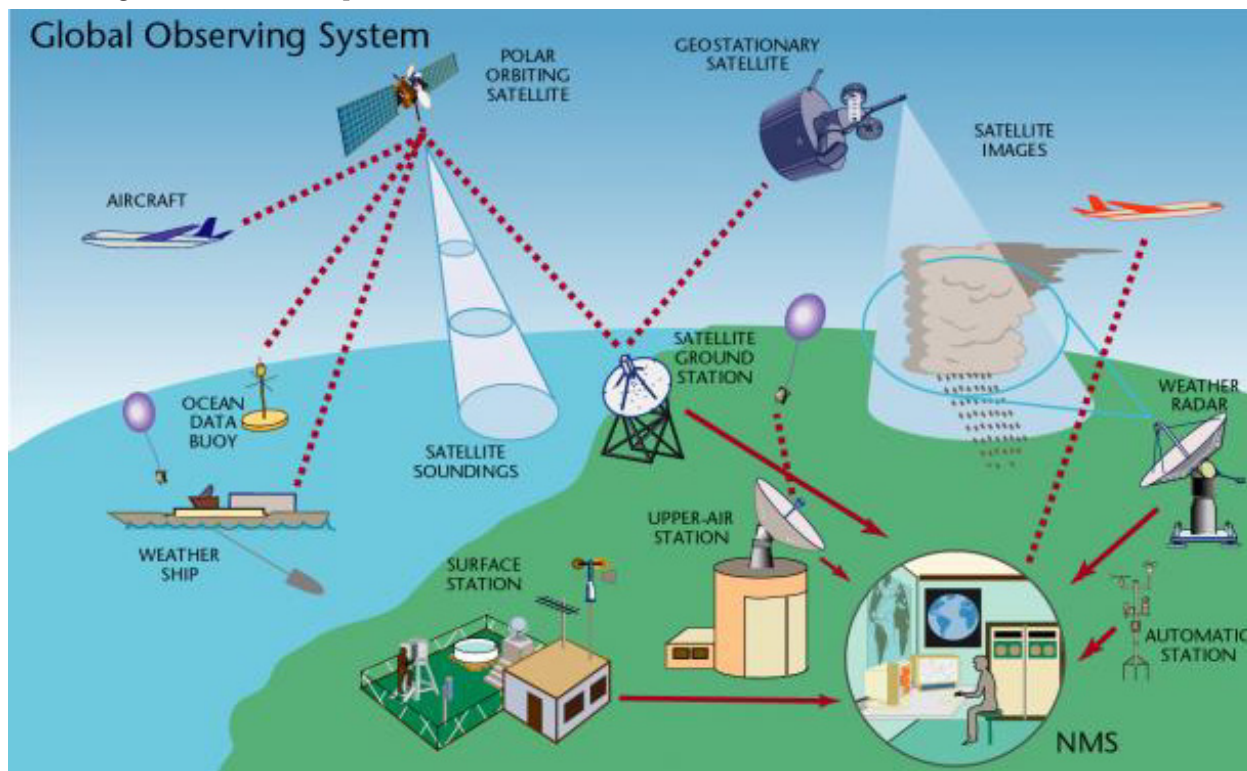 Global Observing System
POLAR
ORBITING
SATELLITE
GEOSTATIONARY
SATELLITE
SATELLITE
IMAGES
AIRCRAFT
SATELLITE
GROUND
STATION
WEATHER
RADAR
OCEAN
DATA
BUOY
SATELLITE
SOUNDINGS
UPPER-AIR
STATION
WEATHER
SHIP
SURFACE
STATION
AUTOMATIC
STATION
NMS